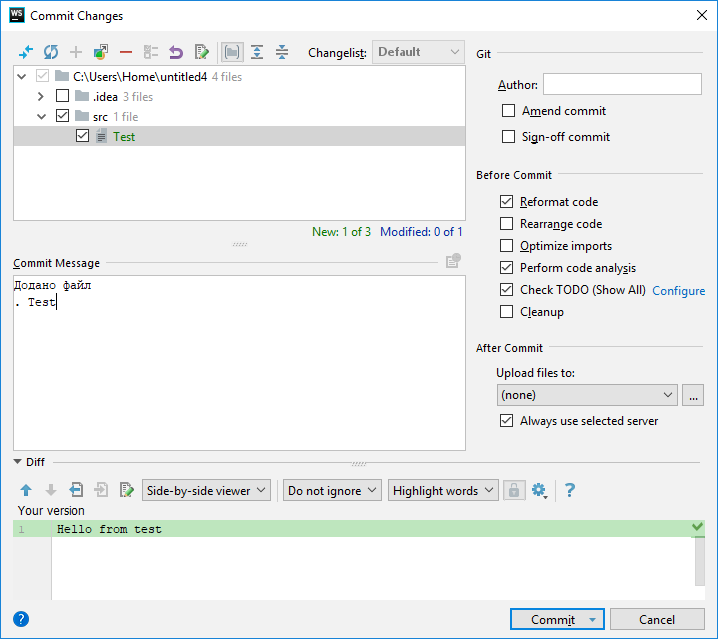 WS Commit Changes
Changelist: Default
C:\Users\Home\untitled4 4 files
.idea 3 files
src 1 file
Test
New: 1 of 3 Modified: 0 of 1
Commit Message
Додано файл
. Test
Git
Author:
Amend commit
Sign-off commit
Before Commit
Reformat code
Rearrange code
Optimize imports
Perform code analysis
Check TODO (Show All) Configure
Cleanup
After Commit
Upload files to:
(none) ...
Always use selected server
Diff
Side-by-side viewer Do not ignore Highlight words ?
Your version
1 Hello from test
? Commit Cancel